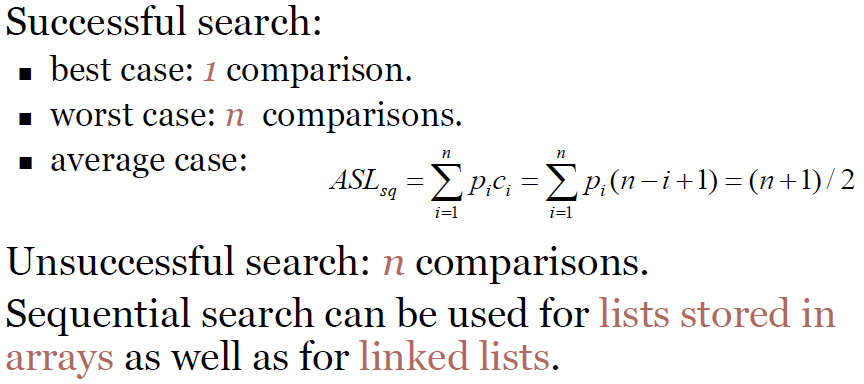 Successful search:
▪ best case: 1 comparison.
▪ worst case: n comparisons.
▪ average case: $ASL_{sq} = \sum_{i=1}^{n} p_i c_i = \sum_{i=1}^{n} p_i (n-i+1) = (n+1)/2$
Unsuccessful search: n comparisons.
Sequential search can be used for lists stored in
arrays as well as for linked lists.